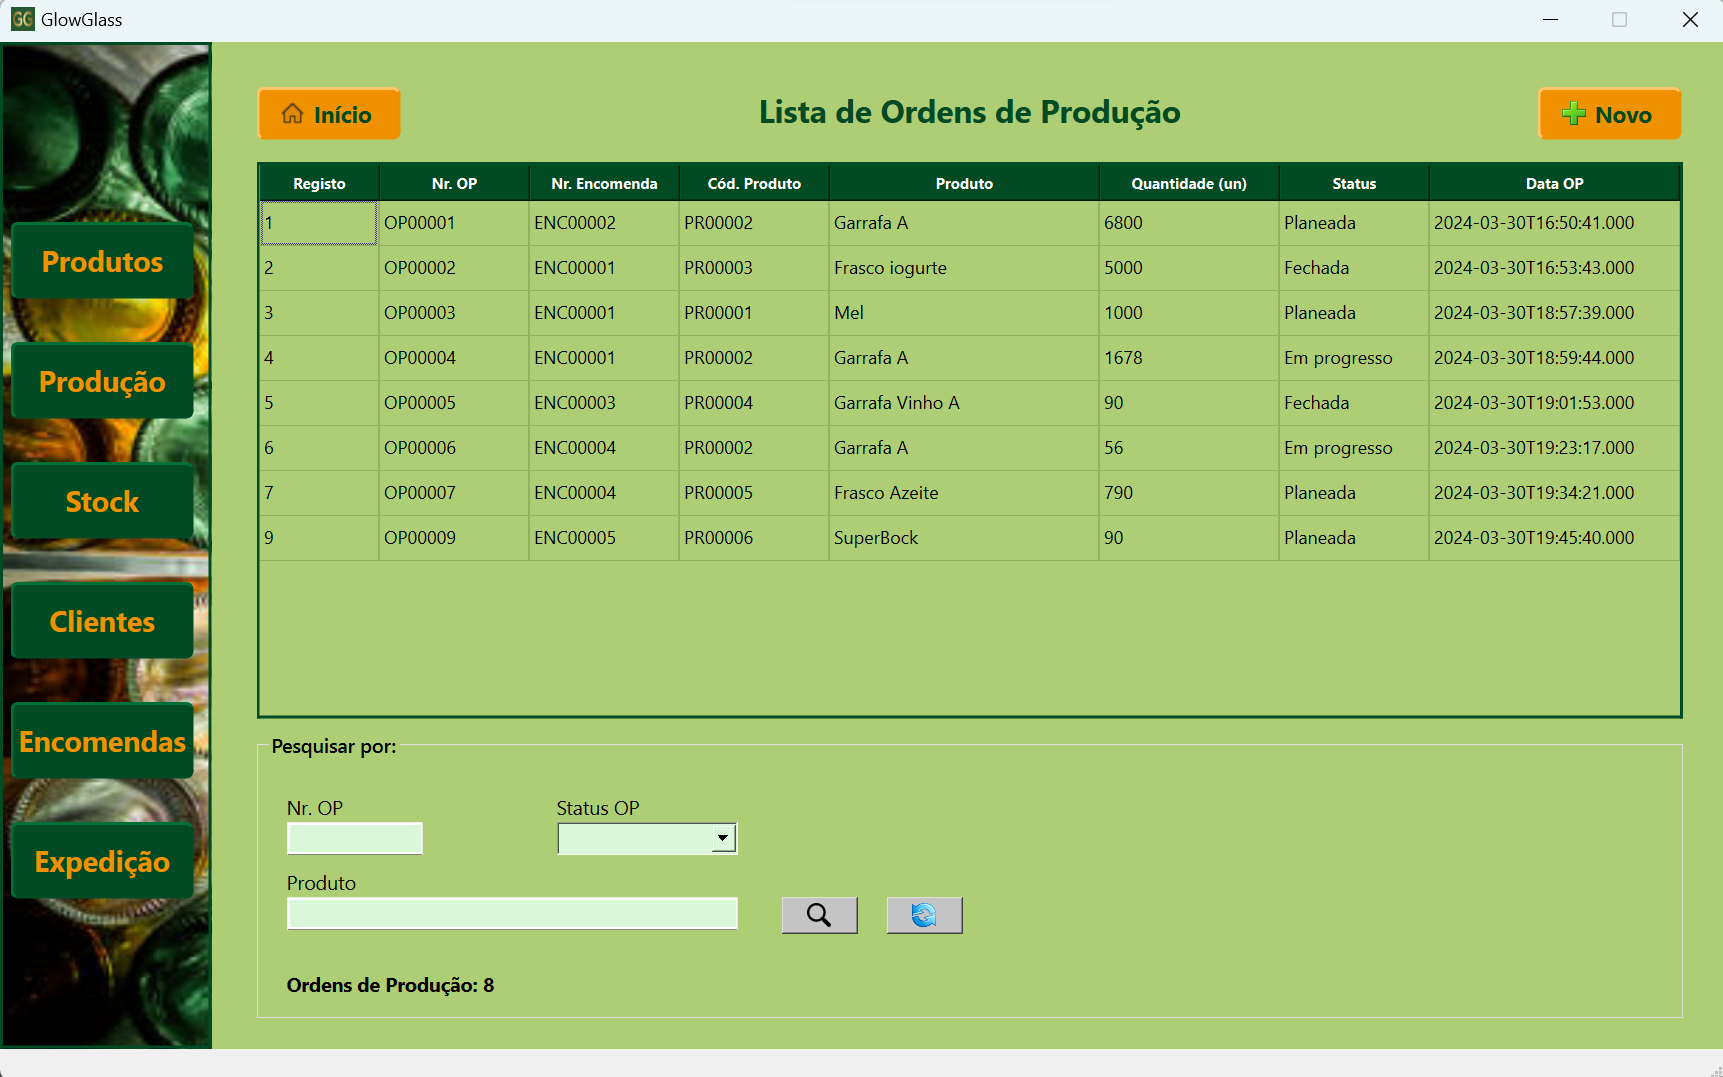 GG GlowGlass
Início
Lista de Ordens de Produção
Novo
Produtos
Produção
Stock
Clientes
Encomendas
Expedição
Registo Nr. OP Nr. Encomenda Cód. Produto Produto Quantidade (un) Status Data OP
1 OP00001 ENC00002 PR00002 Garrafa A 6800 Planeada 2024-03-30T16:50:41.000
2 OP00002 ENC00001 PR00003 Frasco iogurte 5000 Fechada 2024-03-30T16:53:43.000
3 OP00003 ENC00001 PR00001 Mel 1000 Planeada 2024-03-30T18:57:39.000
4 OP00004 ENC00001 PR00002 Garrafa A 1678 Em progresso 2024-03-30T18:59:44.000
5 OP00005 ENC00003 PR00004 Garrafa Vinho A 90 Fechada 2024-03-30T19:01:53.000
6 OP00006 ENC00004 PR00002 Garrafa A 56 Em progresso 2024-03-30T19:23:17.000
7 OP00007 ENC00004 PR00005 Frasco Azeite 790 Planeada 2024-03-30T19:34:21.000
9 OP00009 ENC00005 PR00006 SuperBock 90 Planeada 2024-03-30T19:45:40.000
Pesquisar por:
Nr. OP Status OP
Produto
Ordens de Produção: 8